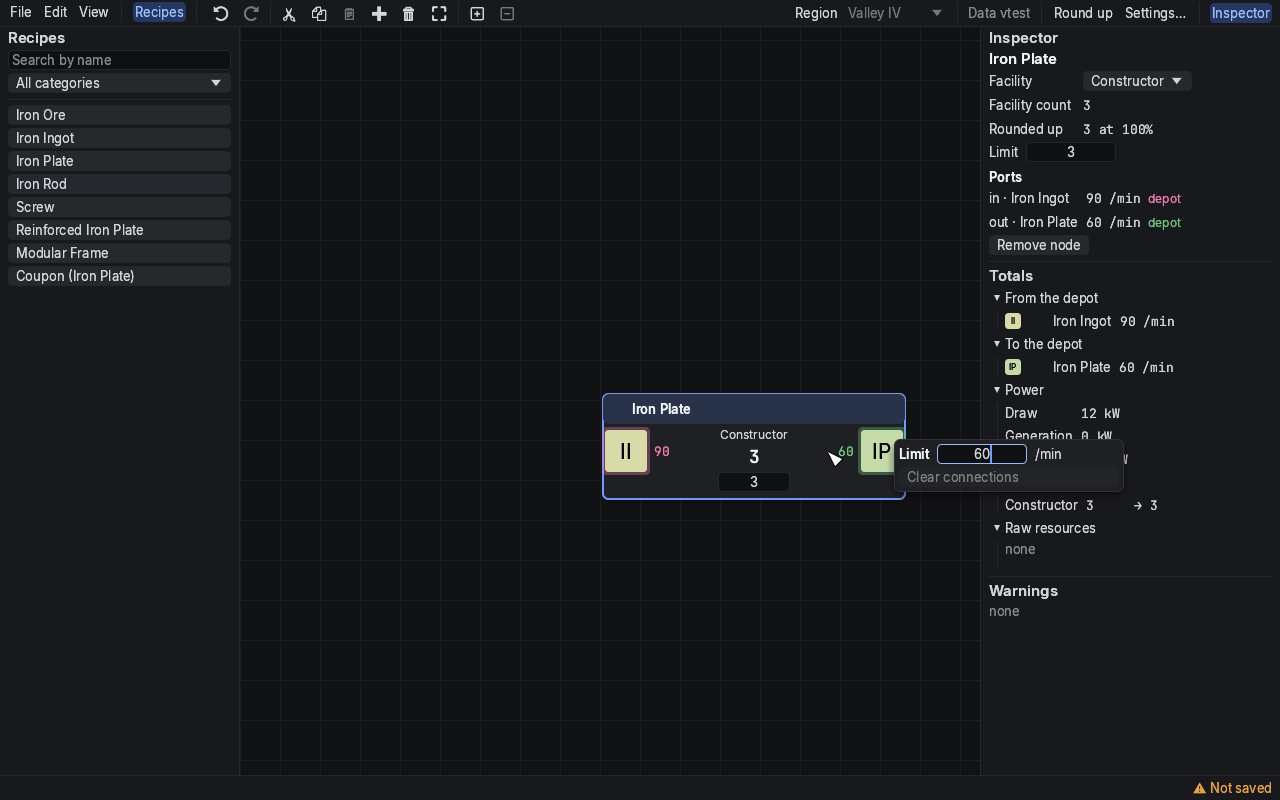 File Edit View Recipes Region Valley IV Data vtest Round up Settings... Inspector
Recipes
Search by name
All categories
Iron Ore
Iron Ingot
Iron Plate
Iron Rod
Screw
Reinforced Iron Plate
Modular Frame
Coupon (Iron Plate)
Iron Plate
II 90
Constructor
3
3
60 IP
Limit 60 /min
Clear connections
Inspector
Iron Plate
Facility Constructor
Facility count 3
Rounded up 3 at 100%
Limit 3
Ports
in · Iron Ingot 90 /min depot
out · Iron Plate 60 /min depot
Remove node
Totals
From the depot
II Iron Ingot 90 /min
To the depot
IP Iron Plate 60 /min
Power
Draw 12 kW
Generation 0 kW
Constructor 3 → 3
Raw resources
none
Warnings
none
Not saved